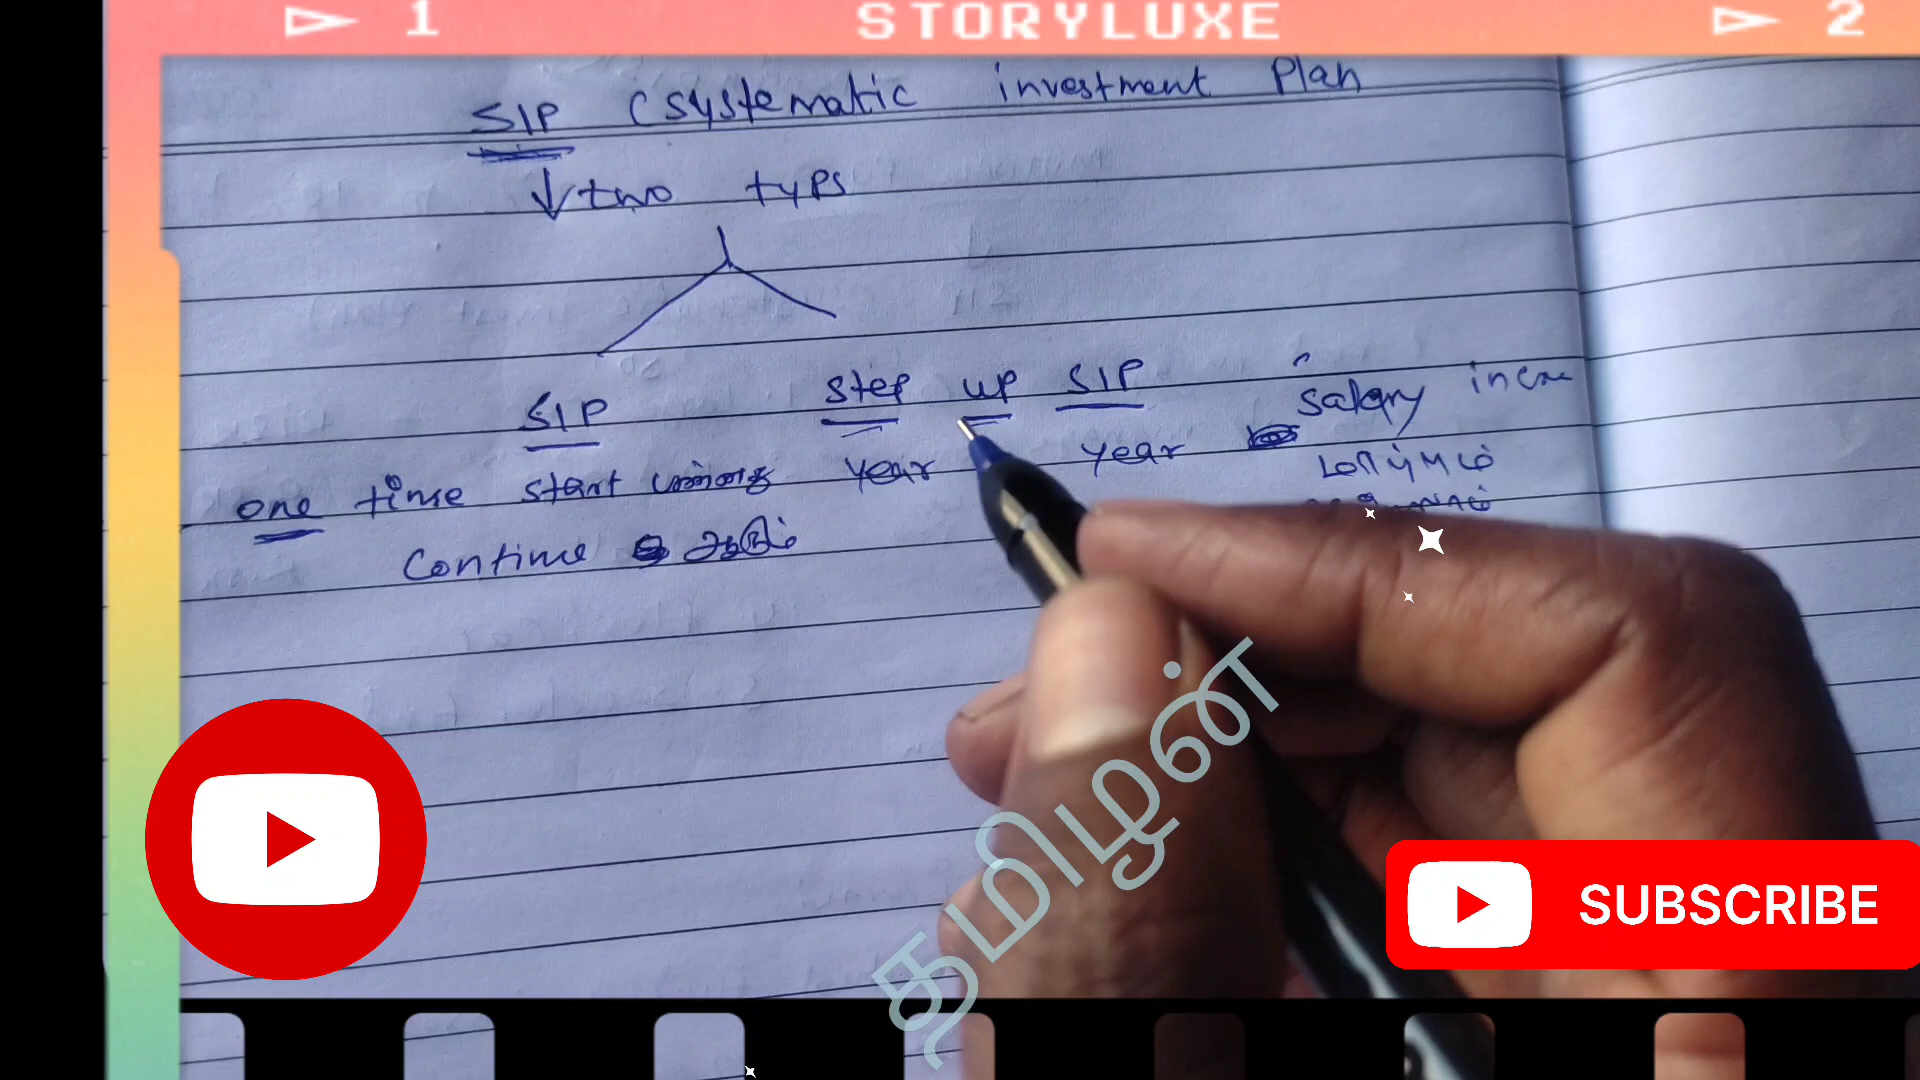 ▷ 1 STORYLUXE ▷ 2
SIP (Systematic investment Plan
↓ two typs
SIP Step up SIP Salary
one time start year year
Continue
தமிழன்
SUBSCRIBE